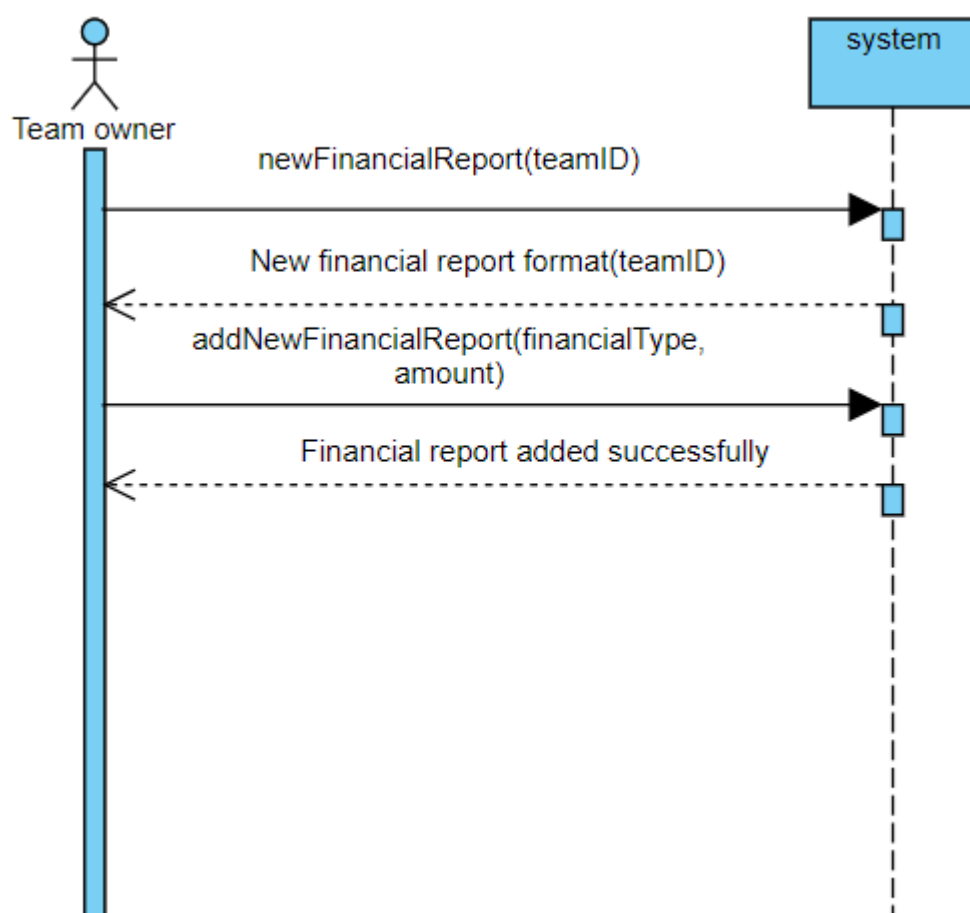 system
Team owner
newFinancialReport(teamID)
New financial report format(teamID)
addNewFinancialReport(financialType,
amount)
Financial report added successfully